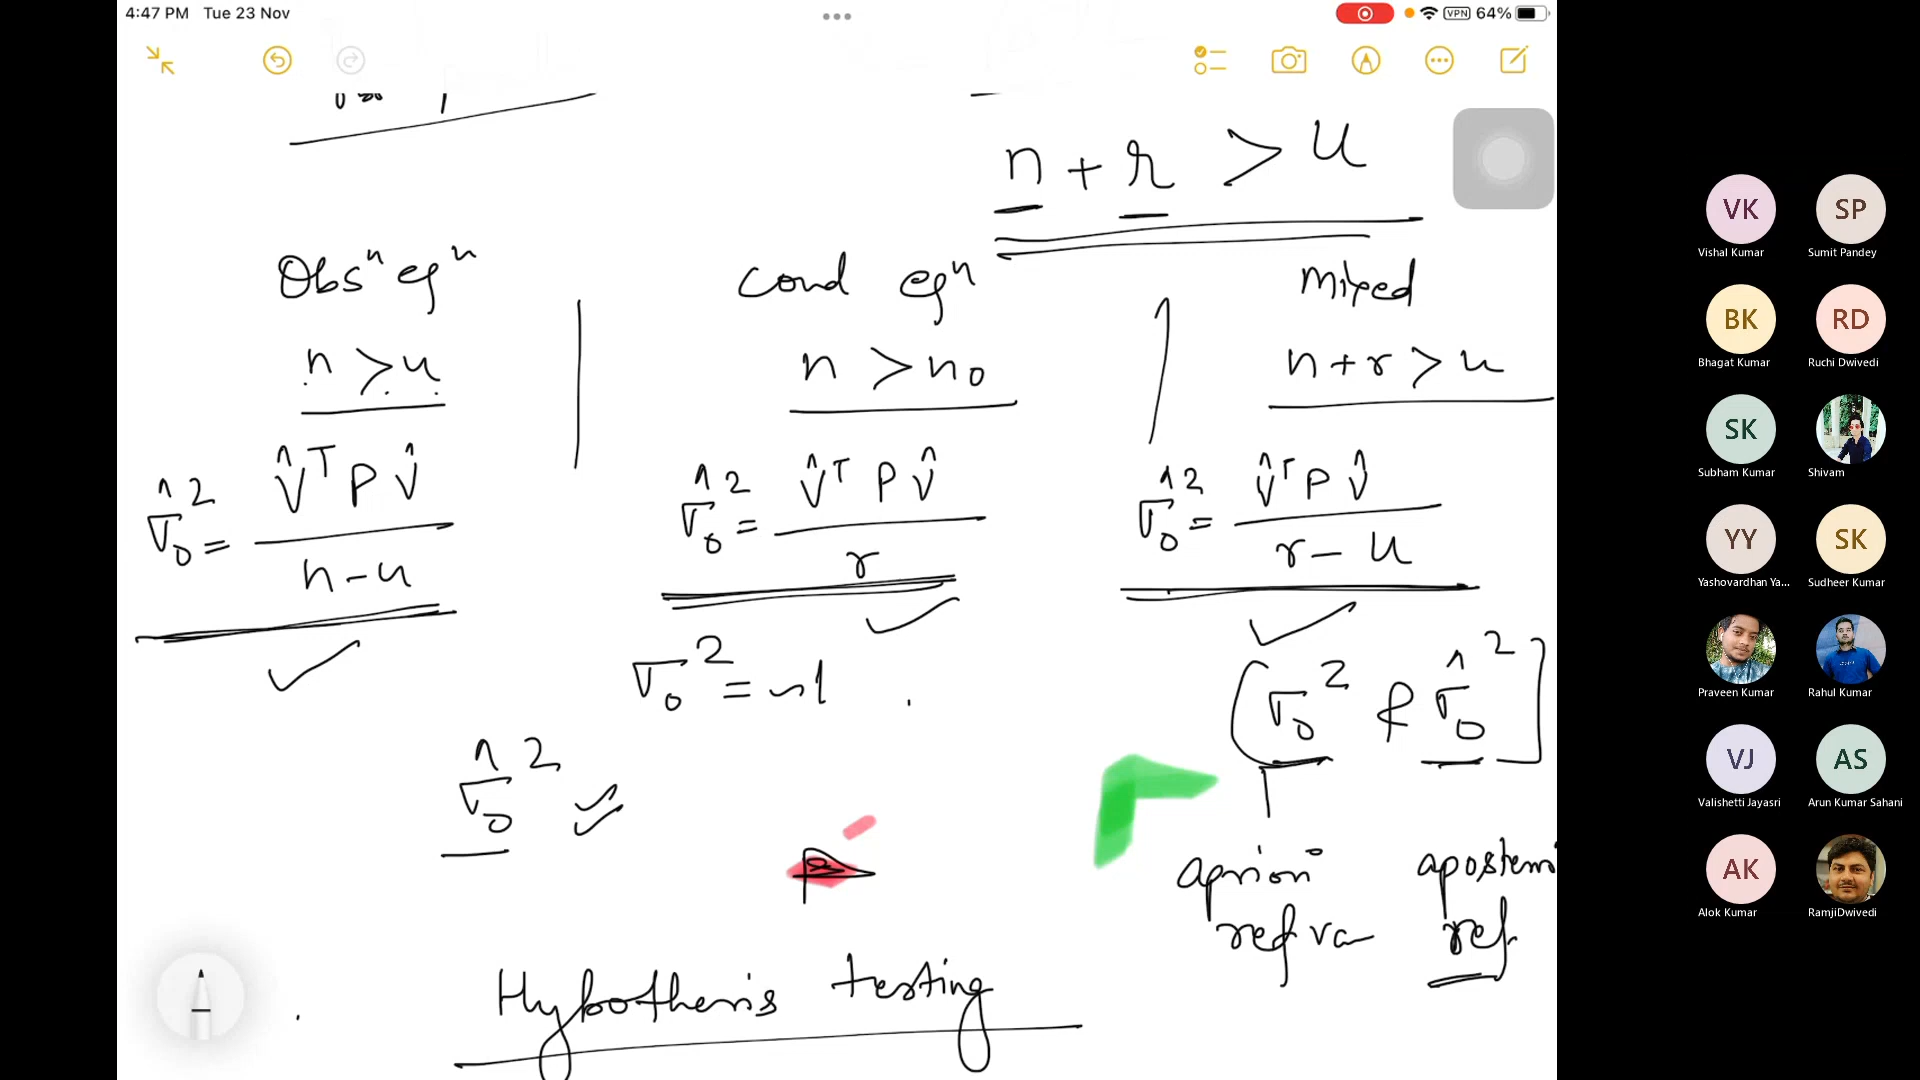 4:47 PM Tue 23 Nov
VPN 64%
n + r > u
Obsⁿ eqⁿ
Cond eqⁿ
Mixed
n > u
n > n₀
n + r > u
σ̂₀² = V̂ᵀ P V̂ / n - u
σ̂₀² = V̂ᵀ P V̂ / r
σ̂₀² = V̂ᵀ P V̂ / r - u
σ₀² = ~1
(σ₀² & σ̂₀²]
σ̂₀²
apriori
ref va
aposteri
ref
Hypothesis testing
VK
Vishal Kumar
SP
Sumit Pandey
BK
Bhagat Kumar
RD
Ruchi Dwivedi
SK
Subham Kumar
Shivam
YY
Yashovardhan Ya...
SK
Sudheer Kumar
Praveen Kumar
Rahul Kumar
VJ
Valishetti Jayasri
AS
Arun Kumar Sahani
AK
Alok Kumar
RamjiDwivedi